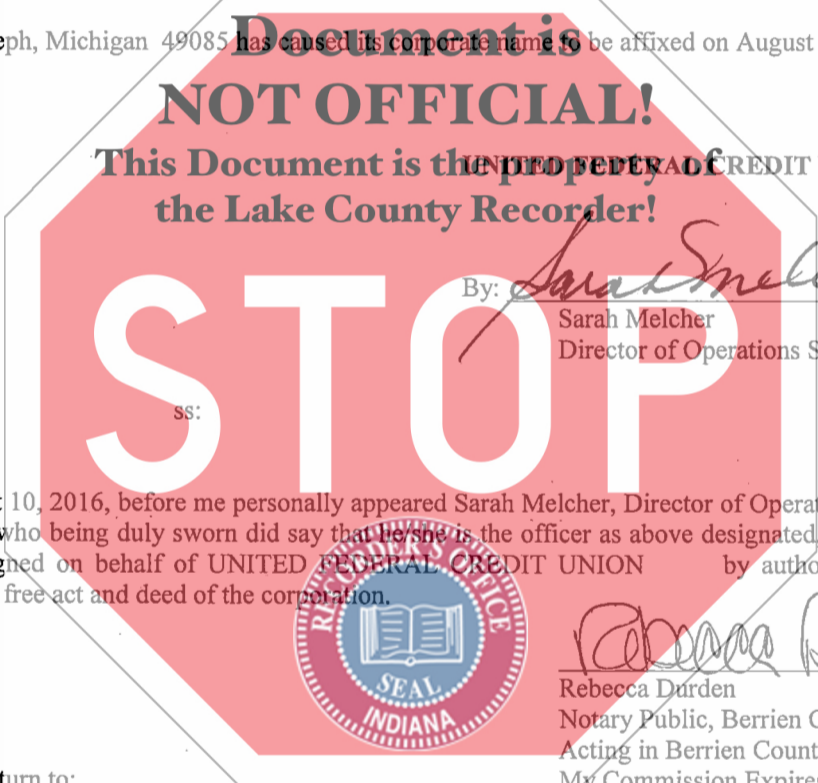 Document is
eph, Michigan 49085 has caused its corporate name to be affixed on August
NOT OFFICIAL!
This Document is the property of
UNITED FEDERAL CREDIT
the Lake County Recorder!
By: Sarah
Sarah Melcher
Director of Operations S
STOP
ss:
10, 2016, before me personally appeared Sarah Melcher, Director of Operat
who being duly sworn did say that he/she is the officer as above designated,
gned on behalf of UNITED FEDERAL CREDIT UNION by autho
free act and deed of the corporation.
RECORDER'S OFFICE
SEAL
INDIANA
Rebecca
Rebecca Durden
Notary Public, Berrien C
Acting in Berrien Count
My Commission Expires
turn to: